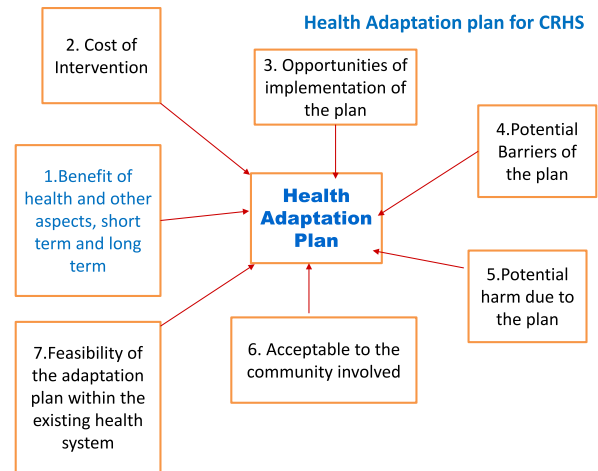 Health Adaptation plan for CRHS
2. Cost of
Intervention
3. Opportunities of
implementation of
the plan
4.Potential
Barriers of
the plan
1.Benefit of
health and other
aspects, short
term and long
term
Health
Adaptation
Plan
5.Potential
harm due to
the plan
6. Acceptable to the
community involved
7.Feasibility of
the adaptation
plan within the
existing health
system